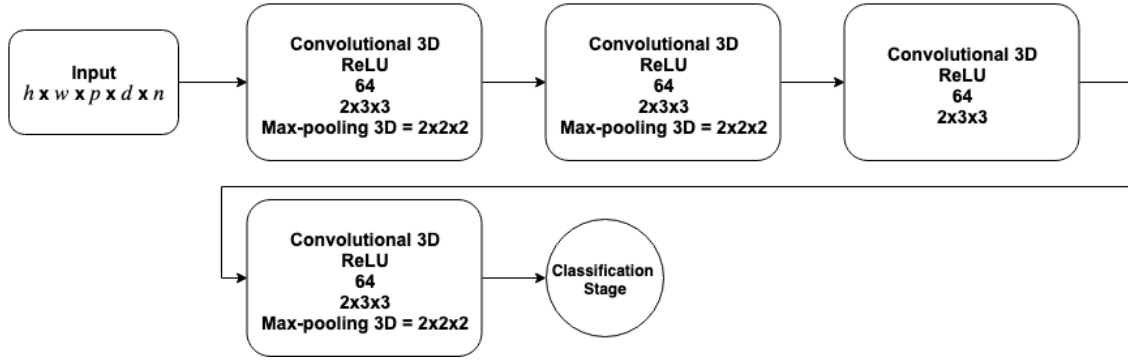 Input
h x w x p x d x n
Convolutional 3D
ReLU
64
2x3x3
Max-pooling 3D = 2x2x2
Convolutional 3D
ReLU
64
2x3x3
Max-pooling 3D = 2x2x2
Convolutional 3D
ReLU
64
2x3x3
Convolutional 3D
ReLU
64
2x3x3
Max-pooling 3D = 2x2x2
Classification
Stage